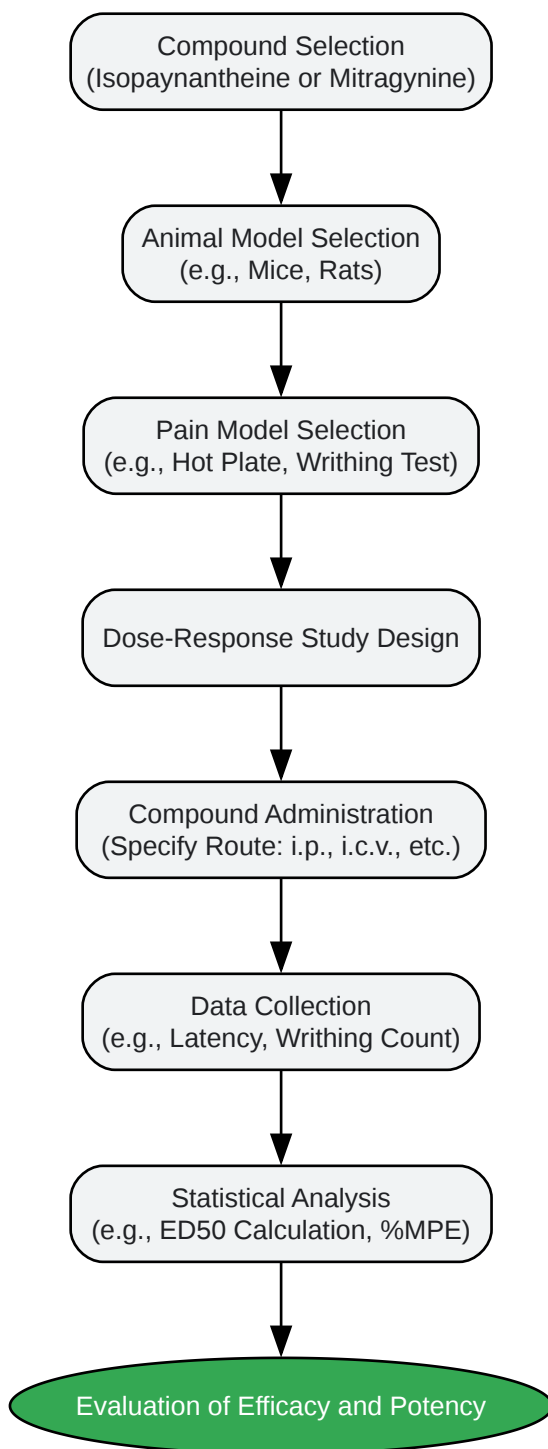 Compound Selection
(Isopaynantheine or Mitragynine)
Animal Model Selection
(e.g., Mice, Rats)
Pain Model Selection
(e.g., Hot Plate, Writhing Test)
Dose-Response Study Design
Compound Administration
(Specify Route: i.p., i.c.v., etc.)
Data Collection
(e.g., Latency, Writhing Count)
Statistical Analysis
(e.g., ED50 Calculation, %MPE)
Evaluation of Efficacy and Potency